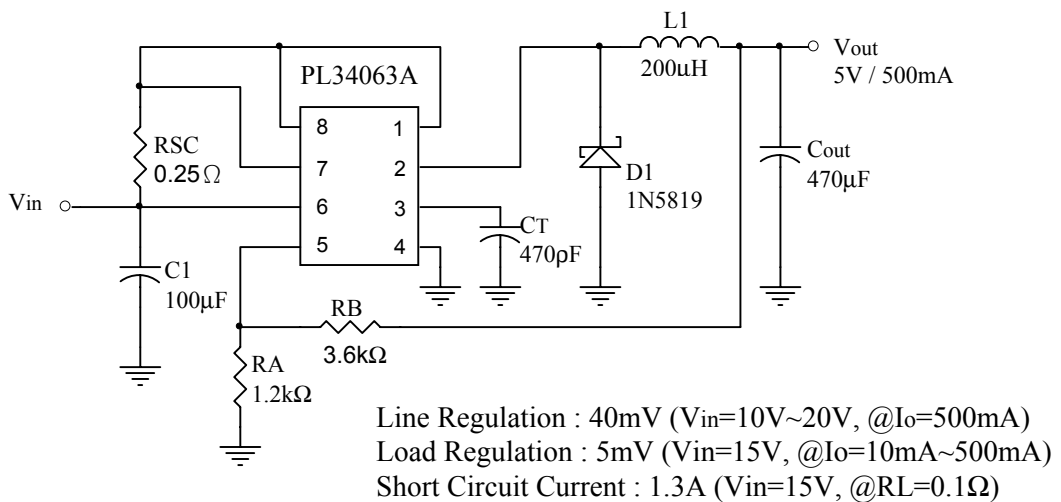 L1
200µH
Vout
5V / 500mA
PL34063A
8 1
7 2
6 3
5 4
RSC
0.25Ω
Vin
D1
1N5819
Cout
470µF
CT
470ρF
C1
100µF
RB
3.6kΩ
RA
1.2kΩ
Line Regulation : 40mV (Vin=10V~20V, @Io=500mA)
Load Regulation : 5mV (Vin=15V, @Io=10mA~500mA)
Short Circuit Current : 1.3A (Vin=15V, @RL=0.1Ω)